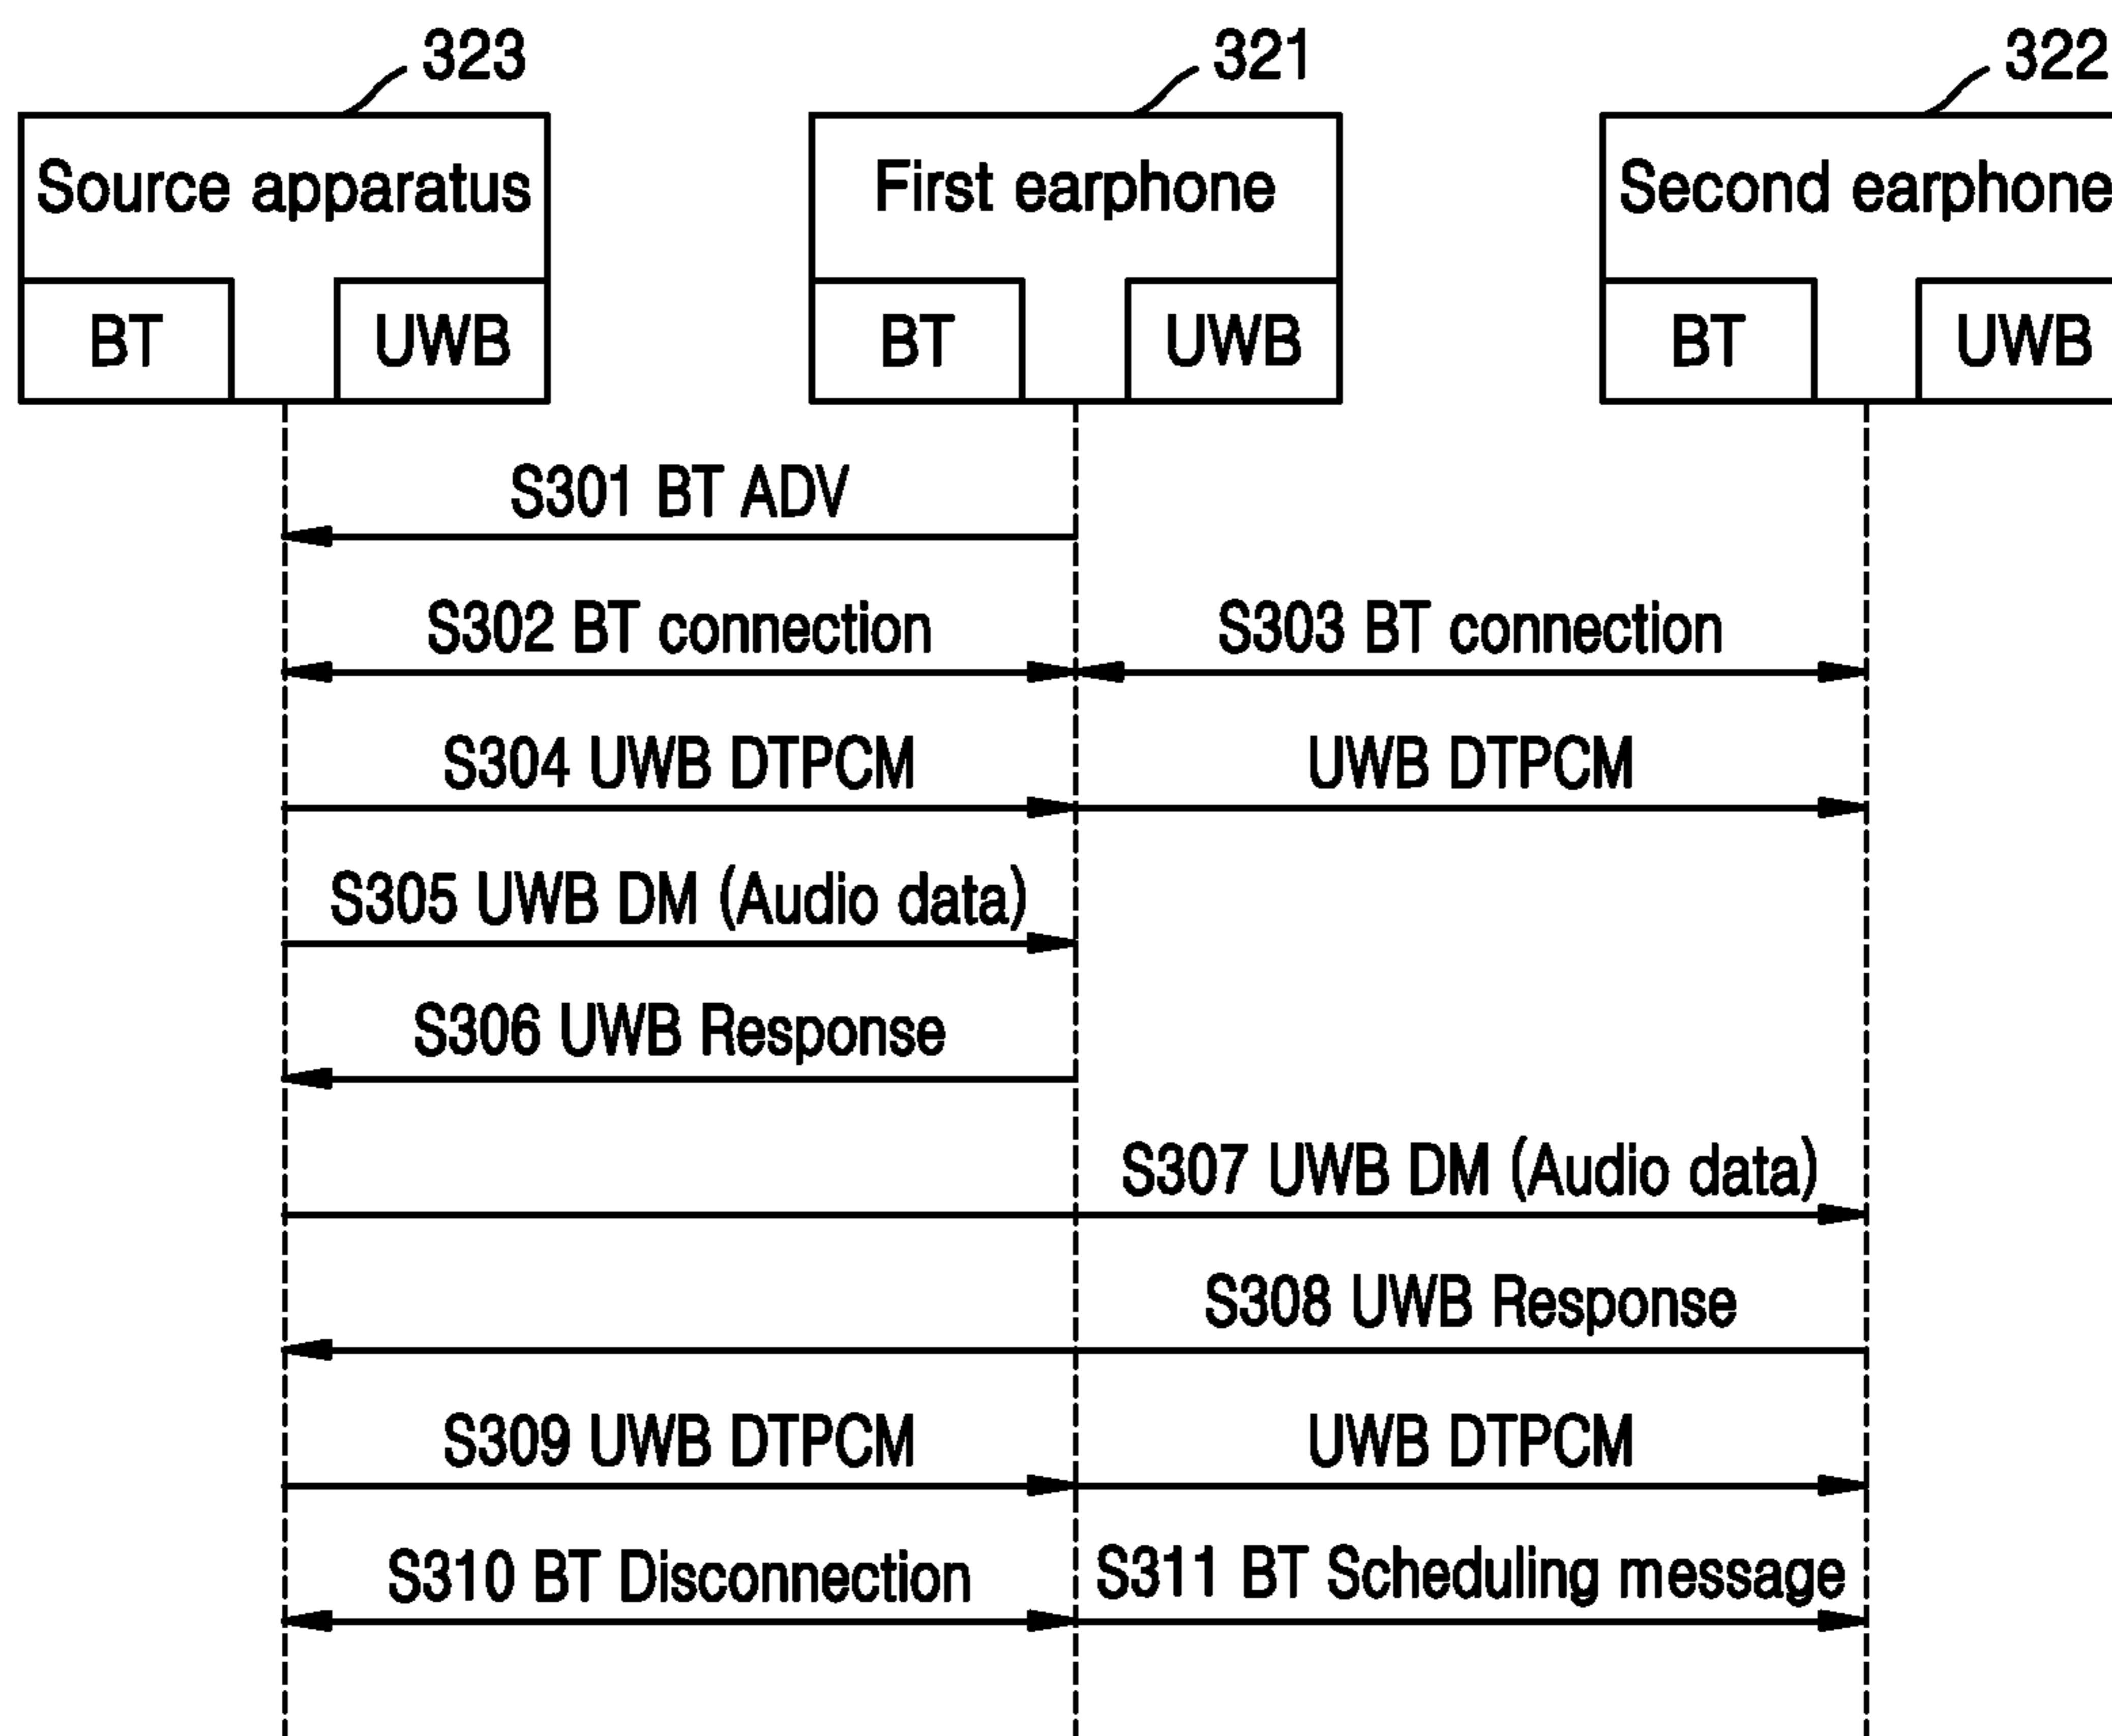 323
321
322
Source apparatus
First earphone
Second earphone
BT
UWB
BT
UWB
BT
UWB
S301 BT ADV
S302 BT connection
S303 BT connection
S304 UWB DTPCM
UWB DTPCM
S305 UWB DM (Audio data)
S306 UWB Response
S307 UWB DM (Audio data)
S308 UWB Response
S309 UWB DTPCM
UWB DTPCM
S310 BT Disconnection
S311 BT Scheduling message